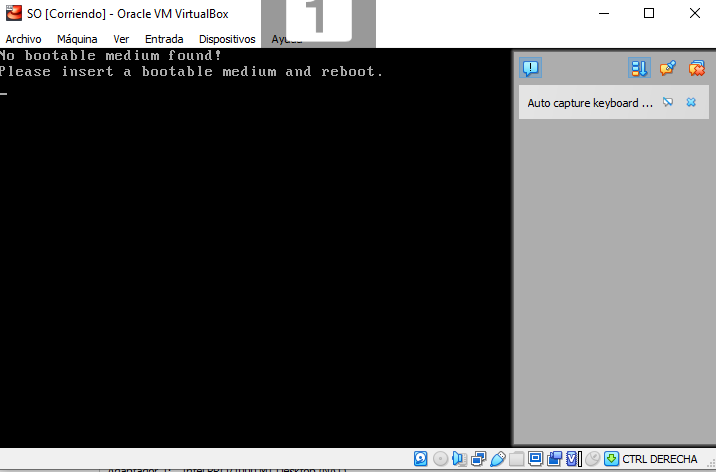 SO [Corriendo] - Oracle VM VirtualBox
1
Archivo Máquina Ver Entrada Dispositivos Ayuda
No bootable medium found!
Please insert a bootable medium and reboot.
_
Auto capture keyboard ...
CTRL DERECHA